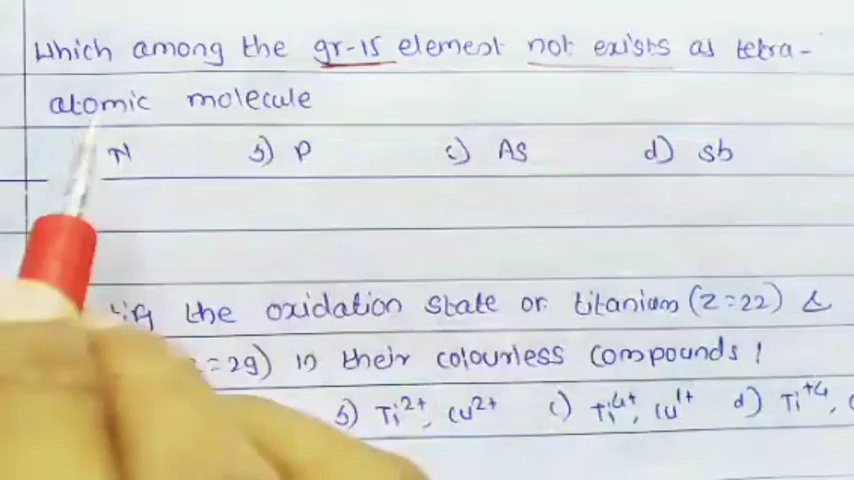 Which among the gr-15 element not exists as tetra-
atomic molecule
N b) P c) As d) Sb
the oxidation state or titanium (Z=22) &
=29) in their colourless compounds!
b) Ti²⁺, Cu²⁺ c) Ti⁴⁺, Cu¹⁺ d) Ti⁺⁴,